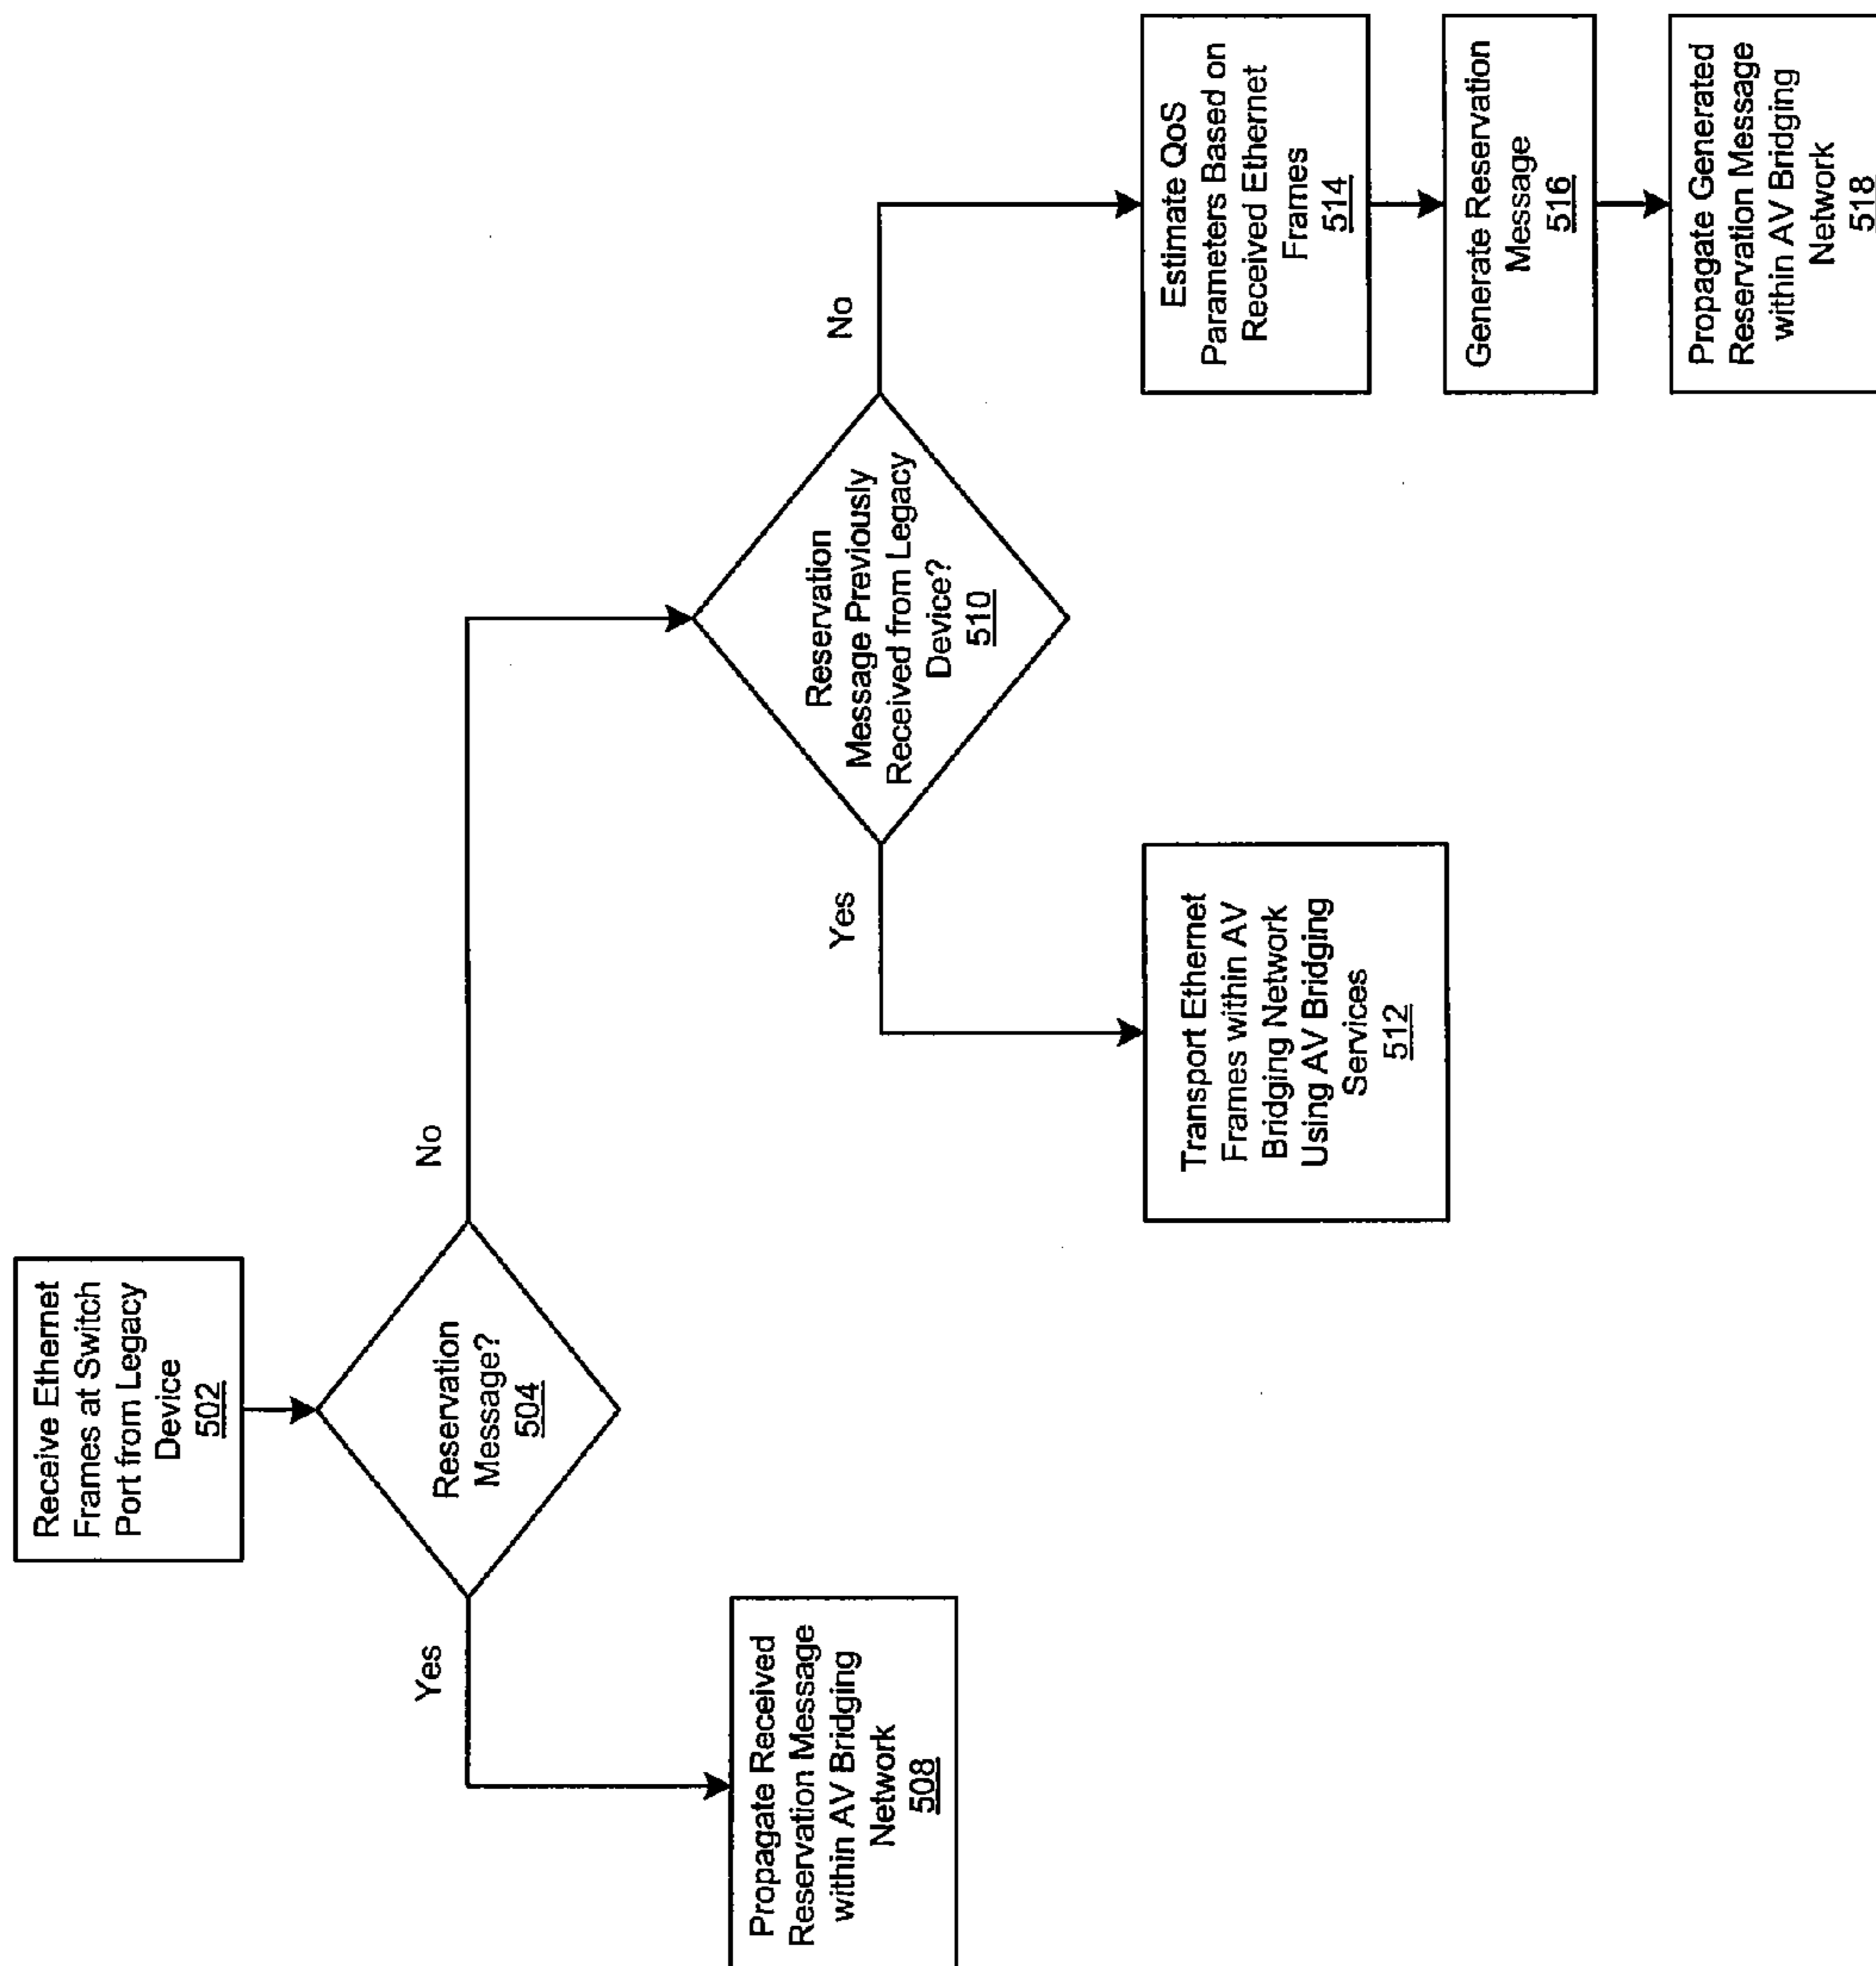 Receive Ethernet
Frames at Switch
Port from Legacy
Device
502
Reservation
Message?
504
Yes
No
Propagate Received
Reservation Message
within AV Bridging
Network
508
Reservation
Message Previously
Received from Legacy
Device?
510
Yes
No
Transport Ethernet
Frames within AV
Bridging Network
Using AV Bridging
Services
512
Estimate QoS
Parameters Based on
Received Ethernet
Frames
514
Generate Reservation
Message
516
Propagate Generated
Reservation Message
within AV Bridging
Network
518